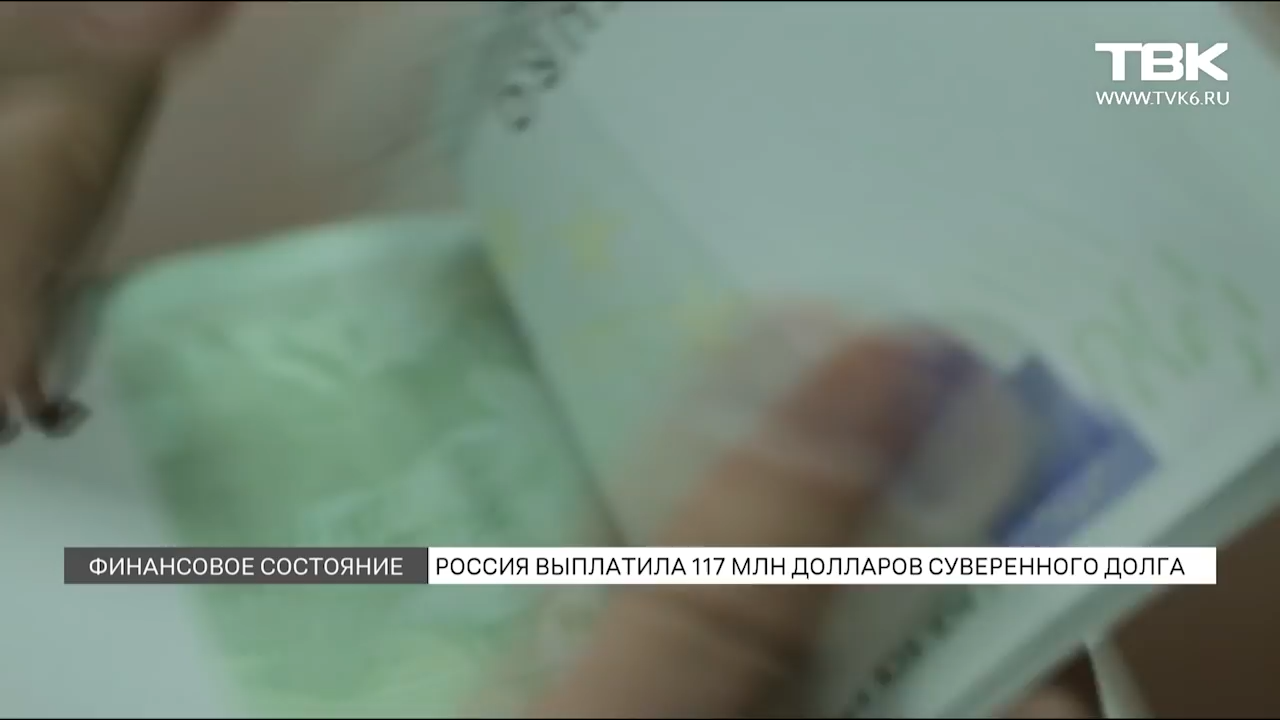 ТВК
WWW.TVK6.RU
ФИНАНСОВОЕ СОСТОЯНИЕ
РОССИЯ ВЫПЛАТИЛА 117 МЛН ДОЛЛАРОВ СУВЕРЕННОГО ДОЛГА